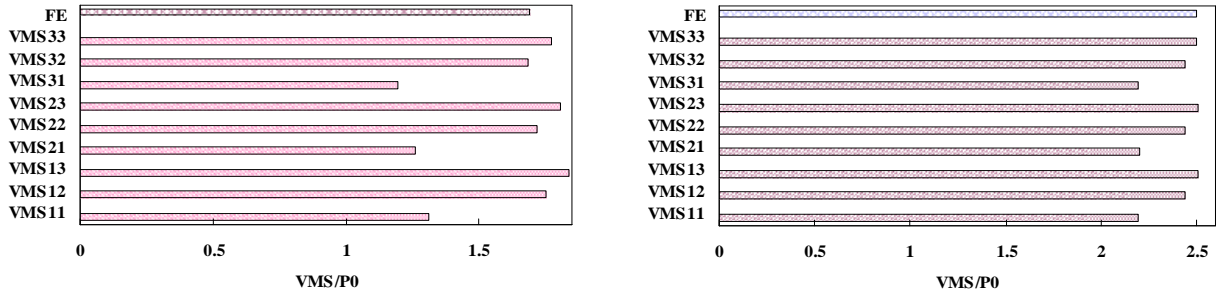 FE
VMS33
VMS32
VMS31
VMS23
VMS22
VMS21
VMS13
VMS12
VMS11
0 0.5 1 1.5
VMS/P0
FE
VMS33
VMS32
VMS31
VMS23
VMS22
VMS21
VMS13
VMS12
VMS11
0 0.5 1 1.5 2 2.5
VMS/P0